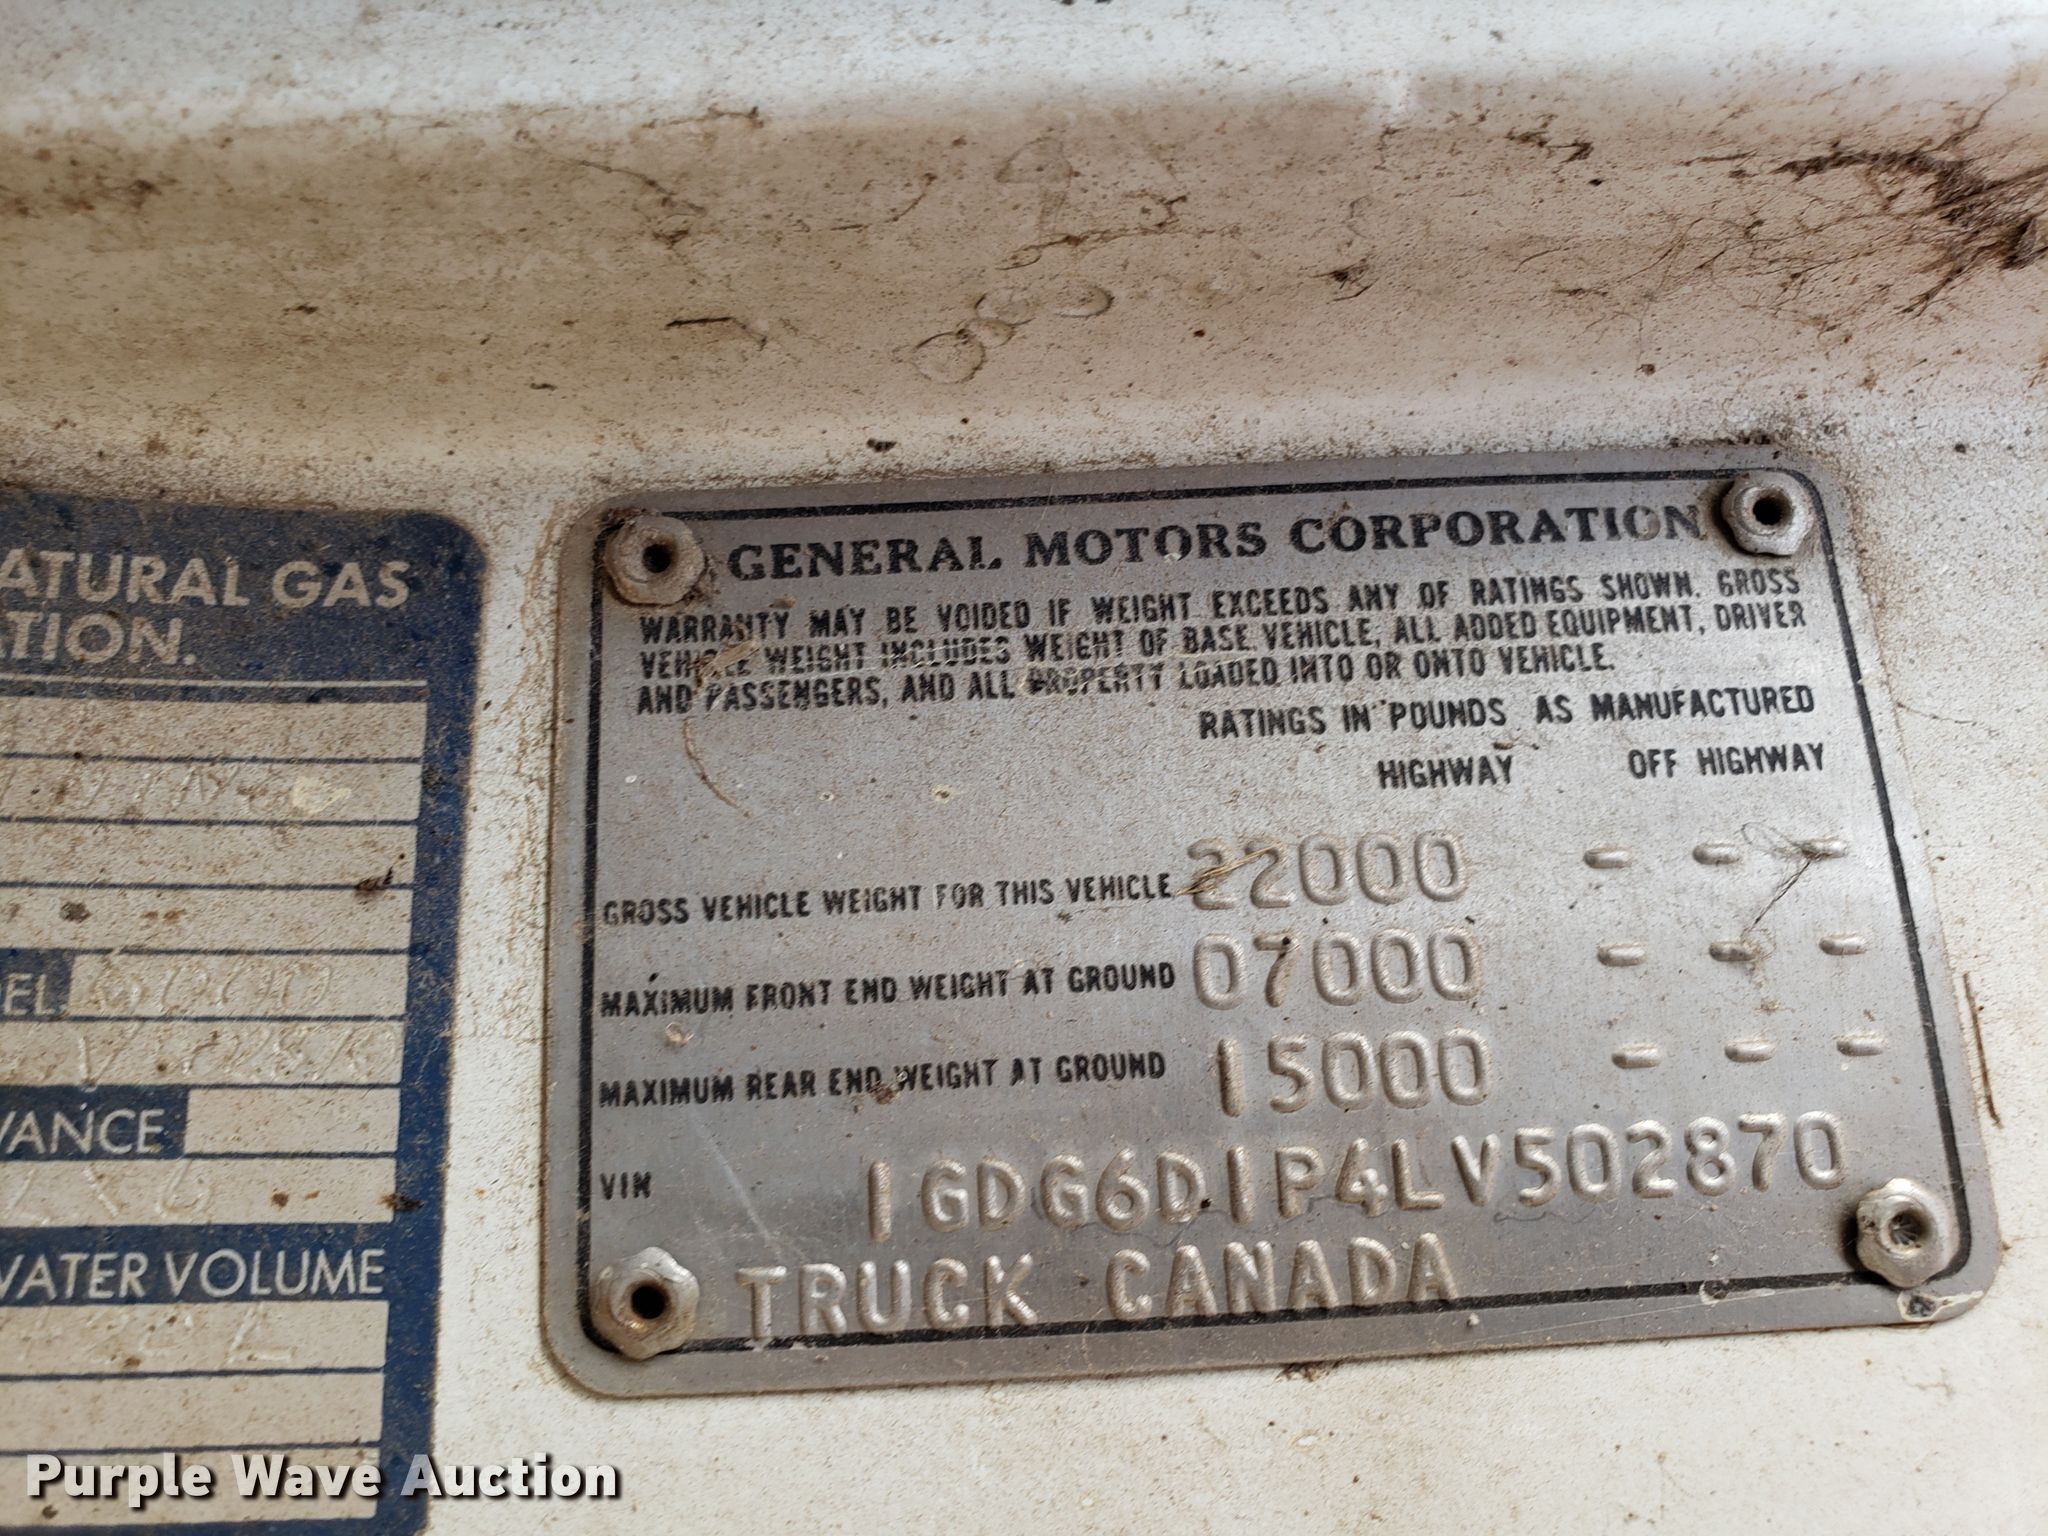 ATURAL GAS
ATION.
DEL 6000
VANCE
WATER VOLUME
GENERAL MOTORS CORPORATION
WARRANTY MAY BE VOIDED IF WEIGHT EXCEEDS ANY OF RATINGS SHOWN. GROSS
VEHICLE WEIGHT INCLUDES WEIGHT OF BASE VEHICLE, ALL ADDED EQUIPMENT, DRIVER
AND PASSENGERS, AND ALL PROPERTY LOADED INTO OR ONTO VEHICLE.
RATINGS IN POUNDS AS MANUFACTURED
HIGHWAY OFF HIGHWAY
GROSS VEHICLE WEIGHT FOR THIS VEHICLE 22000 - - -
MAXIMUM FRONT END WEIGHT AT GROUND 07000 - - -
MAXIMUM REAR END WEIGHT AT GROUND 15000 - - -
VIN 1GDG6D1P4LV502870
TRUCK CANADA
Purple Wave Auction